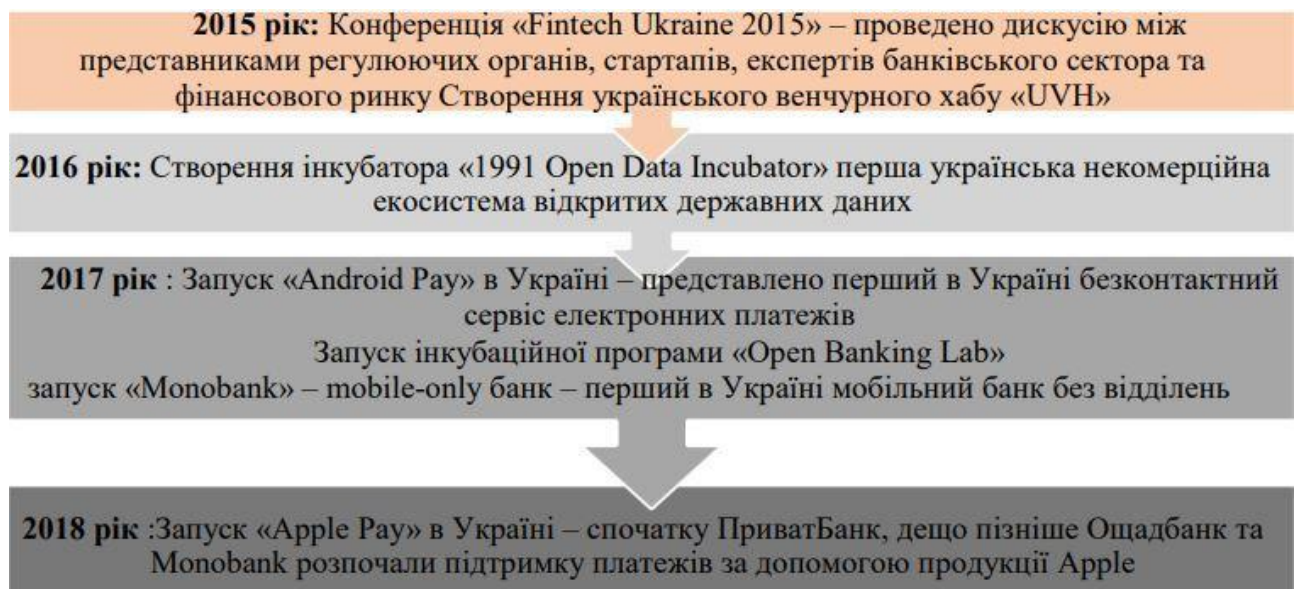 2015 рік: Конференція «Fintech Ukraine 2015» – проведено дискусію між
представниками регулюючих органів, стартапів, експертів банківського сектора та
фінансового ринку Створення українського венчурного хабу «UVH»
2016 рік: Створення інкубатора «1991 Open Data Incubator» перша українська некомерційна
екосистема відкритих державних даних
2017 рік : Запуск «Android Pay» в Україні – представлено перший в Україні безконтактний
сервіс електронних платежів
Запуск інкубаційної програми «Open Banking Lab»
запуск «Monobank» – mobile-only банк – перший в Україні мобільний банк без відділень
2018 рік :Запуск «Apple Pay» в Україні – спочатку ПриватБанк, дещо пізніше Ощадбанк та
Monobank розпочали підтримку платежів за допомогою продукції Apple